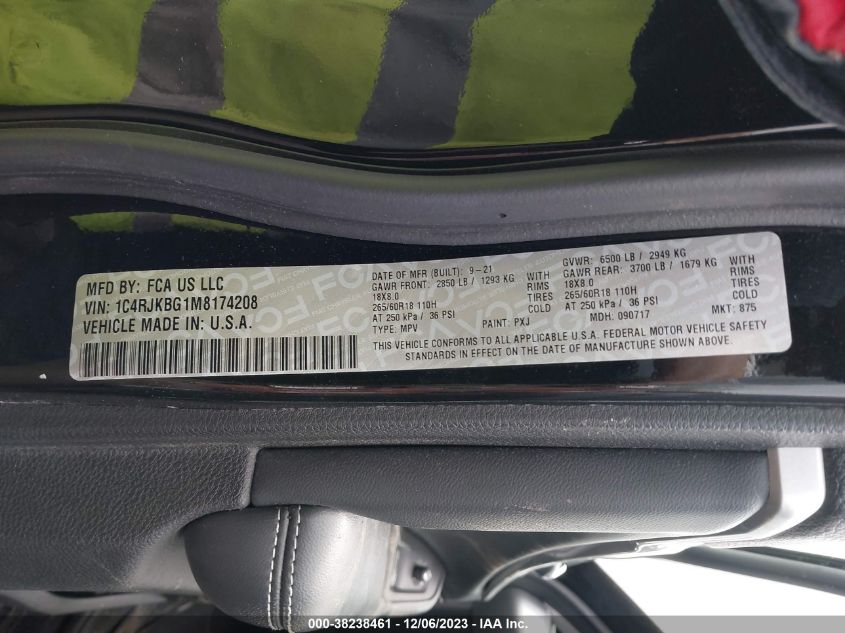 MFD BY: FCA US LLC
VIN: 1C4RJKBG1M8174208
VEHICLE MADE IN: U.S.A.
DATE OF MFR (BUILT): 9-21
GAWR FRONT: 2850 LB / 1293 KG
18X8.0
265/60R18 110H
AT 250 kPa / 36 PSI
TYPE: MPV
WITH
RIMS
TIRES
COLD
PAINT: PXJ
GVWR: 6500 LB / 2949 KG
GAWR REAR: 3700 LB / 1679 KG
18X8.0
265/60R18 110H
AT 250 kPa / 36 PSI
MDH: 090717
WITH
RIMS
TIRES
COLD
MKT: 875
THIS VEHICLE CONFORMS TO ALL APPLICABLE U.S.A. FEDERAL MOTOR VEHICLE SAFETY
STANDARDS IN EFFECT ON THE DATE OF MANUFACTURE SHOWN ABOVE.
000-38238461 - 12/06/2023 - IAA Inc.